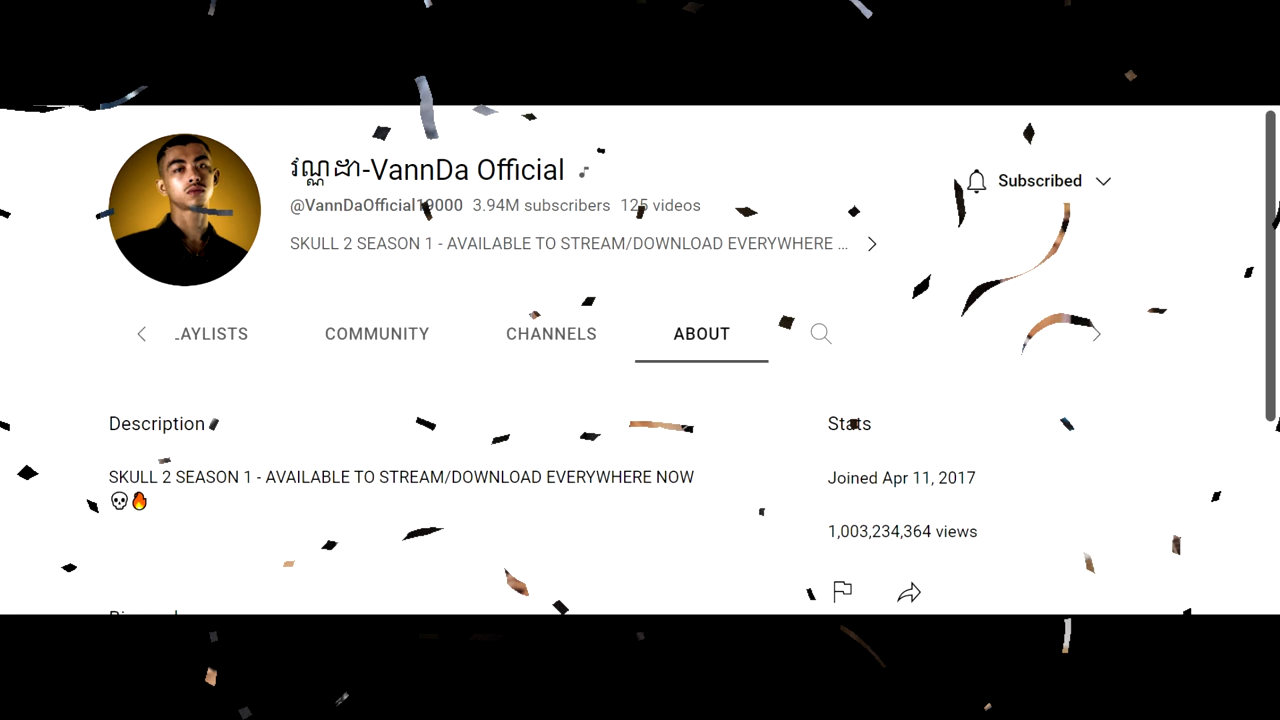 វណ្ណដា-VannDa Official
@VannDaOfficial19000 3.94M subscribers 125 videos
SKULL 2 SEASON 1 - AVAILABLE TO STREAM/DOWNLOAD EVERYWHERE ...
Subscribed
AYLISTS COMMUNITY CHANNELS ABOUT
Description
SKULL 2 SEASON 1 - AVAILABLE TO STREAM/DOWNLOAD EVERYWHERE NOW
💀🔥
Stats
Joined Apr 11, 2017
1,003,234,364 views